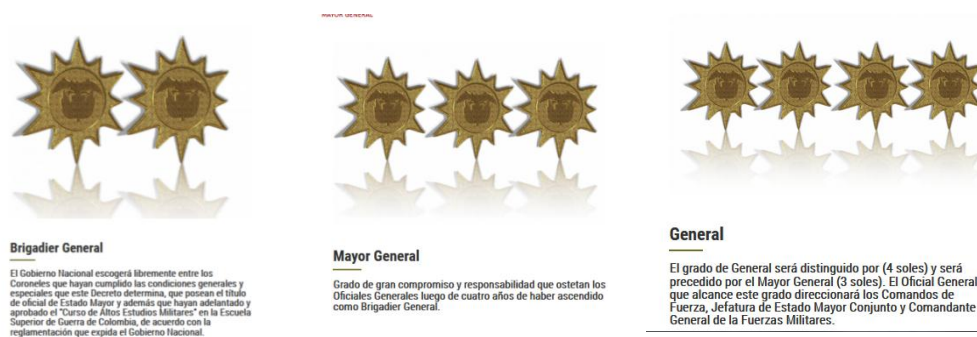 MAYOR GENERAL
Brigadier General
El Gobierno Nacional escogerá libremente entre los
Coroneles que hayan cumplido las condiciones generales y
especiales que este Decreto determina, que posean el título
de oficial de Estado Mayor y además que hayan adelantado y
aprobado el "Curso de Altos Estudios Militares" en la Escuela
Superior de Guerra de Colombia, de acuerdo con la
reglamentación que expida el Gobierno Nacional.
Mayor General
Grado de gran compromiso y responsabilidad que ostetan los
Oficiales Generales luego de cuatro años de haber ascendido
como Brigadier General.
General
El grado de General será distinguido por (4 soles) y será
precedido por el Mayor General (3 soles). El Oficial General
que alcance este grado direccionará los Comandos de
Fuerza, Jefatura de Estado Mayor Conjunto y Comandante
General de la Fuerzas Militares.